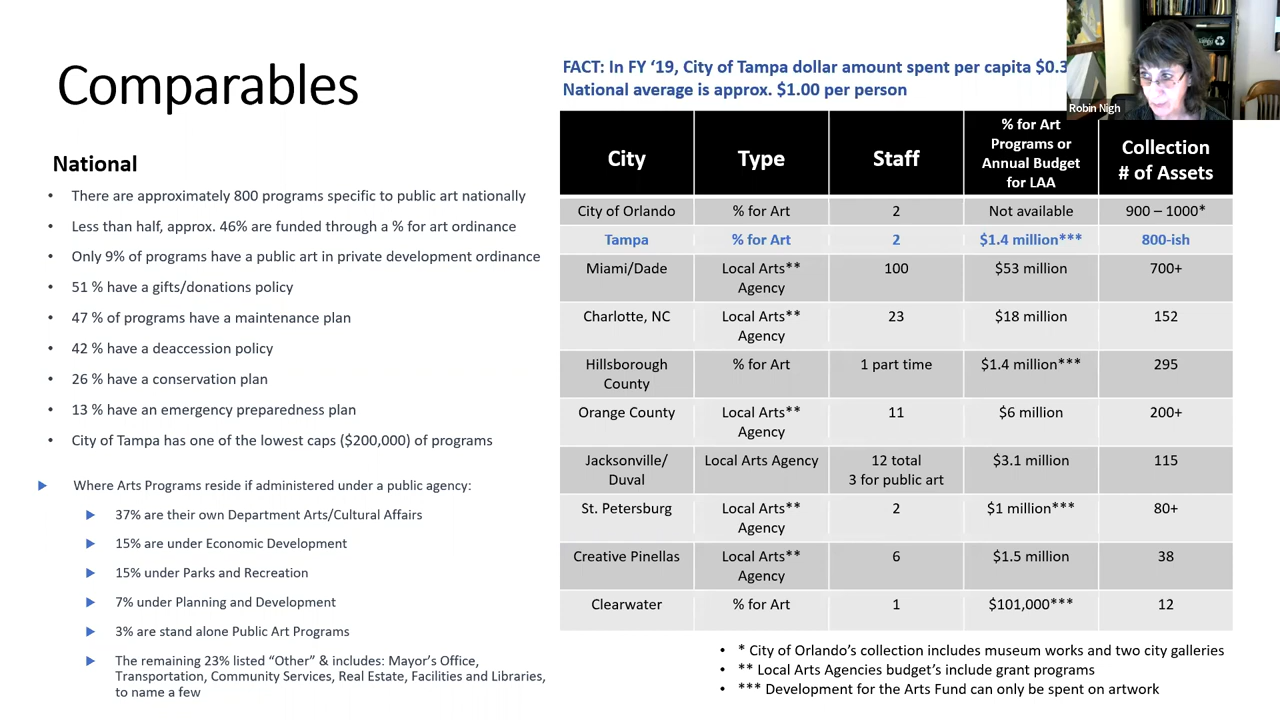 Comparables
National
• There are approximately 800 programs specific to public art nationally
• Less than half, approx. 46% are funded through a % for art ordinance
• Only 9% of programs have a public art in private development ordinance
• 51 % have a gifts/donations policy
• 47 % of programs have a maintenance plan
• 42 % have a deaccession policy
• 26 % have a conservation plan
• 13 % have an emergency preparedness plan
• City of Tampa has one of the lowest caps ($200,000) of programs
Where Arts Programs reside if administered under a public agency:
37% are their own Department Arts/Cultural Affairs
15% are under Economic Development
15% under Parks and Recreation
7% under Planning and Development
3% are stand alone Public Art Programs
The remaining 23% listed “Other” & includes: Mayor’s Office,
Transportation, Community Services, Real Estate, Facilities and Libraries,
to name a few
FACT: In FY ‘19, City of Tampa dollar amount spent per capita $0.3
National average is approx. $1.00 per person
Robin Nigh
City Type Staff % for Art Programs or Annual Budget for LAA Collection # of Assets
City of Orlando % for Art 2 Not available 900 – 1000*
Tampa % for Art 2 $1.4 million*** 800-ish
Miami/Dade Local Arts** Agency 100 $53 million 700+
Charlotte, NC Local Arts** Agency 23 $18 million 152
Hillsborough County % for Art 1 part time $1.4 million*** 295
Orange County Local Arts** Agency 11 $6 million 200+
Jacksonville/ Duval Local Arts Agency 12 total 3 for public art $3.1 million 115
St. Petersburg Local Arts** Agency 2 $1 million*** 80+
Creative Pinellas Local Arts** Agency 6 $1.5 million 38
Clearwater % for Art 1 $101,000*** 12
• * City of Orlando’s collection includes museum works and two city galleries
• ** Local Arts Agencies budget’s include grant programs
• *** Development for the Arts Fund can only be spent on artwork